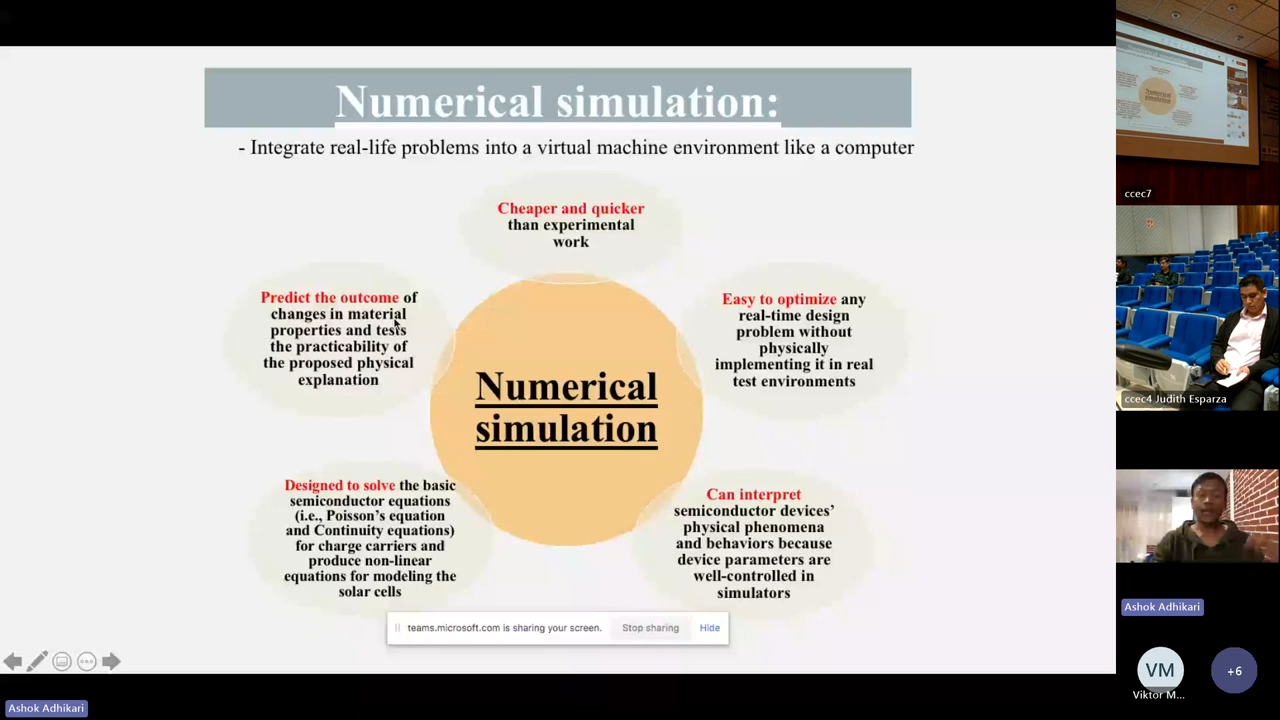 Numerical simulation:
- Integrate real-life problems into a virtual machine environment like a computer
Cheaper and quicker
than experimental
work
Predict the outcome of
changes in material
properties and tests
the practicability of
the proposed physical
explanation
Easy to optimize any
real-time design
problem without
physically
implementing it in real
test environments
Numerical
simulation
Designed to solve the basic
semiconductor equations
(i.e., Poisson's equation
and Continuity equations)
for charge carriers and
produce non-linear
equations for modeling the
solar cells
Can interpret
semiconductor devices'
physical phenomena
and behaviors because
device parameters are
well-controlled in
simulators
teams.microsoft.com is sharing your screen.
Stop sharing
Hide
Ashok Adhikari
Numerical
simulation
ccec7
ccec4 Judith Esparza
Ashok Adhikari
VM
Viktor M...
+6